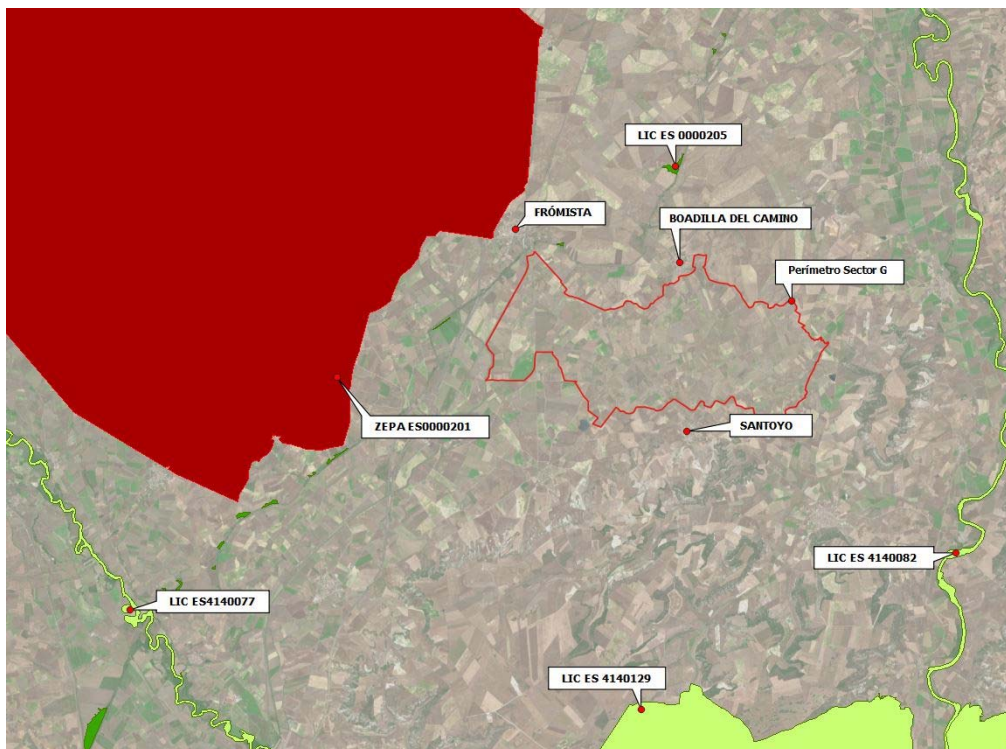 LIC ES 0000205
FRÓMISTA
BOADILLA DEL CAMINO
Perímetro Sector G
ZEPA ES0000201
SANTOYO
LIC ES 4140082
LIC ES4140077
LIC ES 4140129